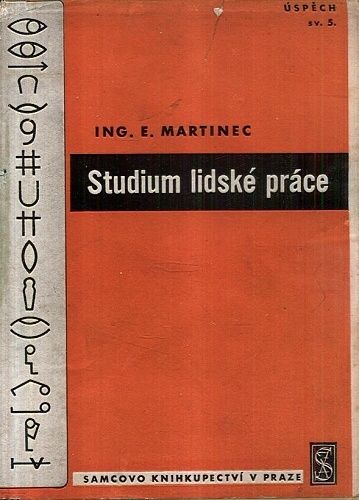 ÚSPĚCH
sv. 5.
ING. E. MARTINEC
Studium lidské práce
SAMCOVO KNIHKUPECTVÍ V PRAZE